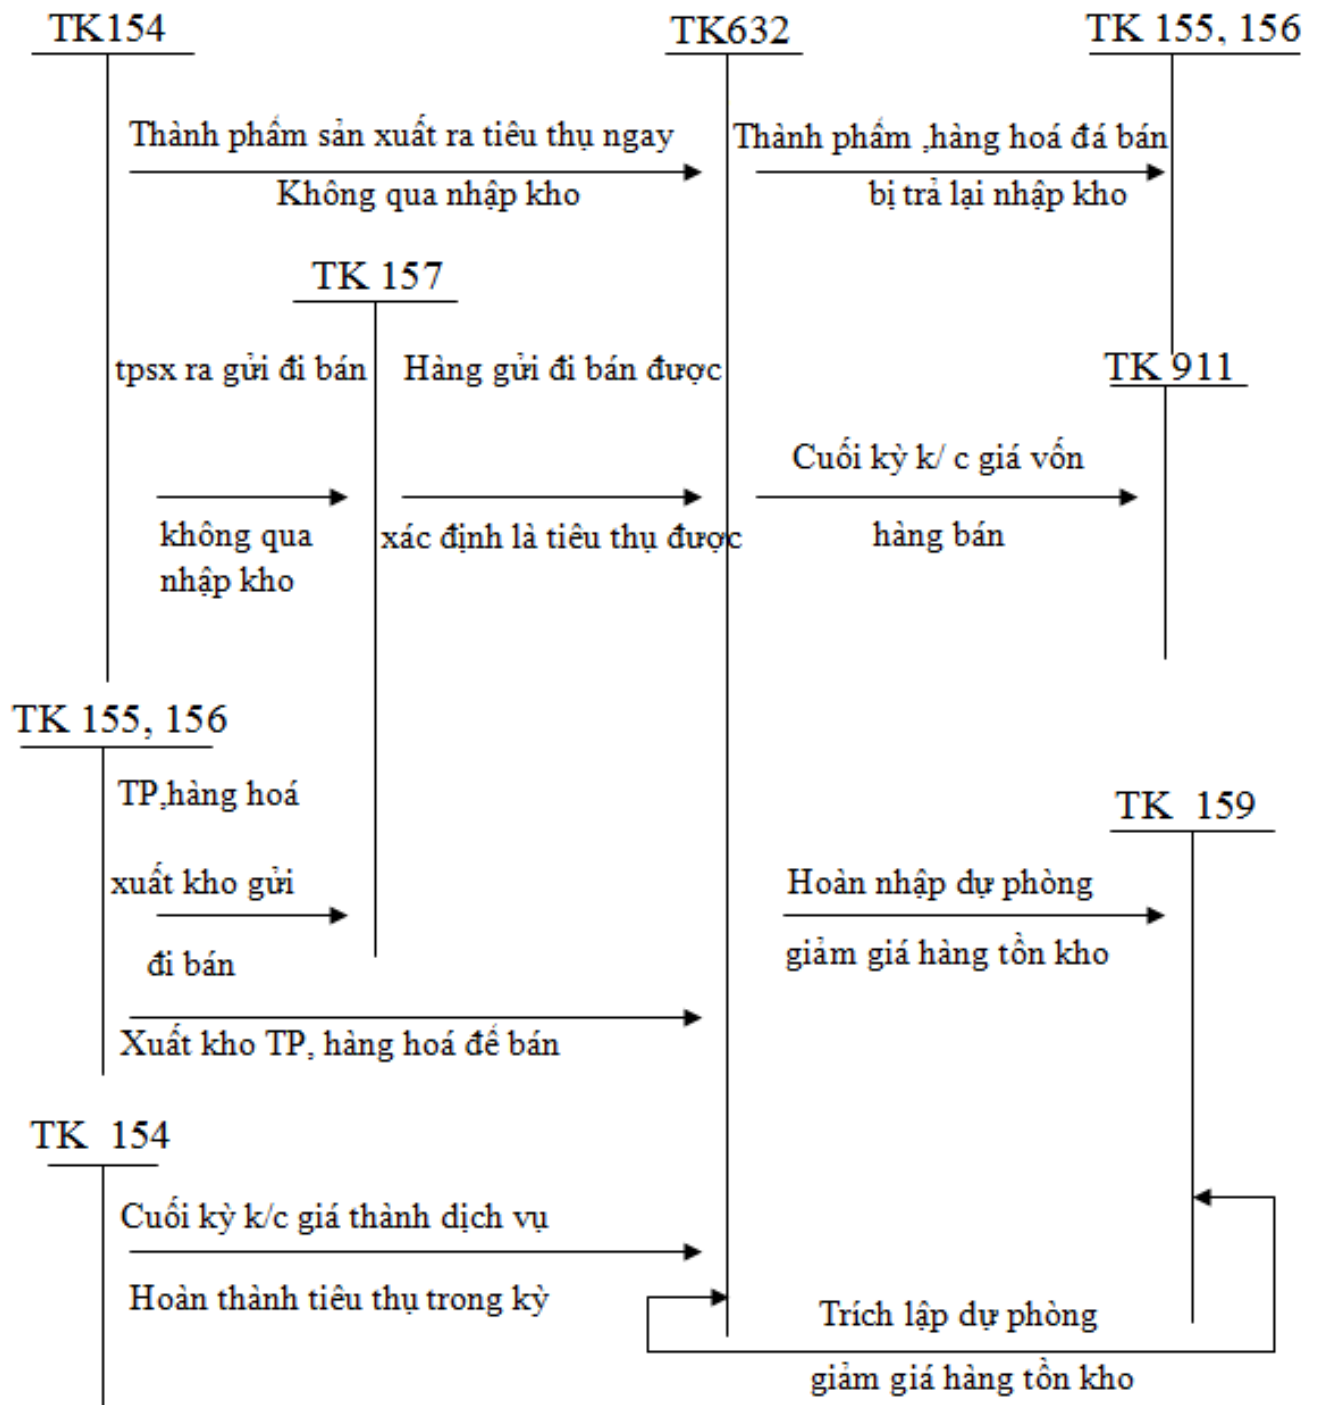 TK154
TK632
TK 155, 156
Thành phẩm sản xuất ra tiêu thụ ngay
Không qua nhập kho
Thành phẩm ,hàng hoá đá bán
bị trả lại nhập kho
TK 157
tpsx ra gửi đi bán
Hàng gửi đi bán được
TK 911
Cuối kỳ k/ c giá vốn
không qua
nhập kho
xác định là tiêu thụ được
hàng bán
TK 155, 156
TP,hàng hoá
TK 159
xuất kho gửi
Hoàn nhập dự phòng
đi bán
giảm giá hàng tồn kho
Xuất kho TP, hàng hoá để bán
TK 154
Cuối kỳ k/c giá thành dịch vụ
Hoàn thành tiêu thụ trong kỳ
Trích lập dự phòng
giảm giá hàng tồn kho